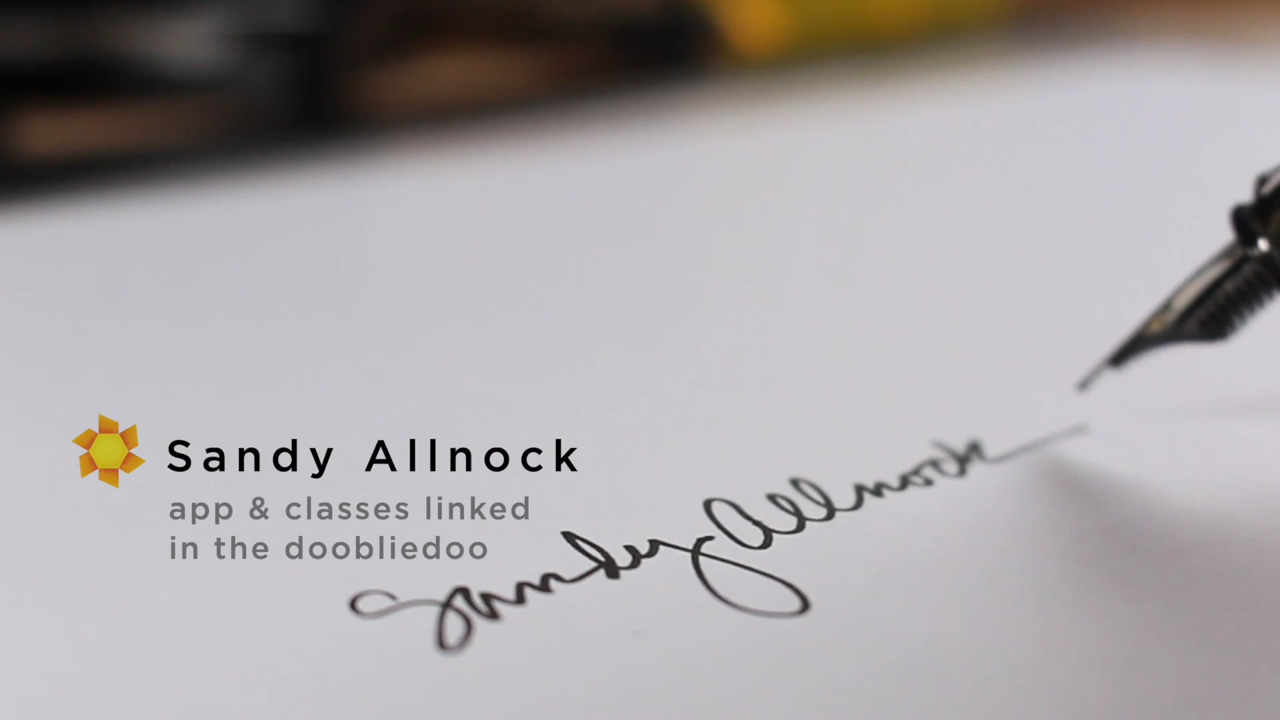 Sandy Allnock
app & classes linked
in the doobliedoo
Sandy Allnock